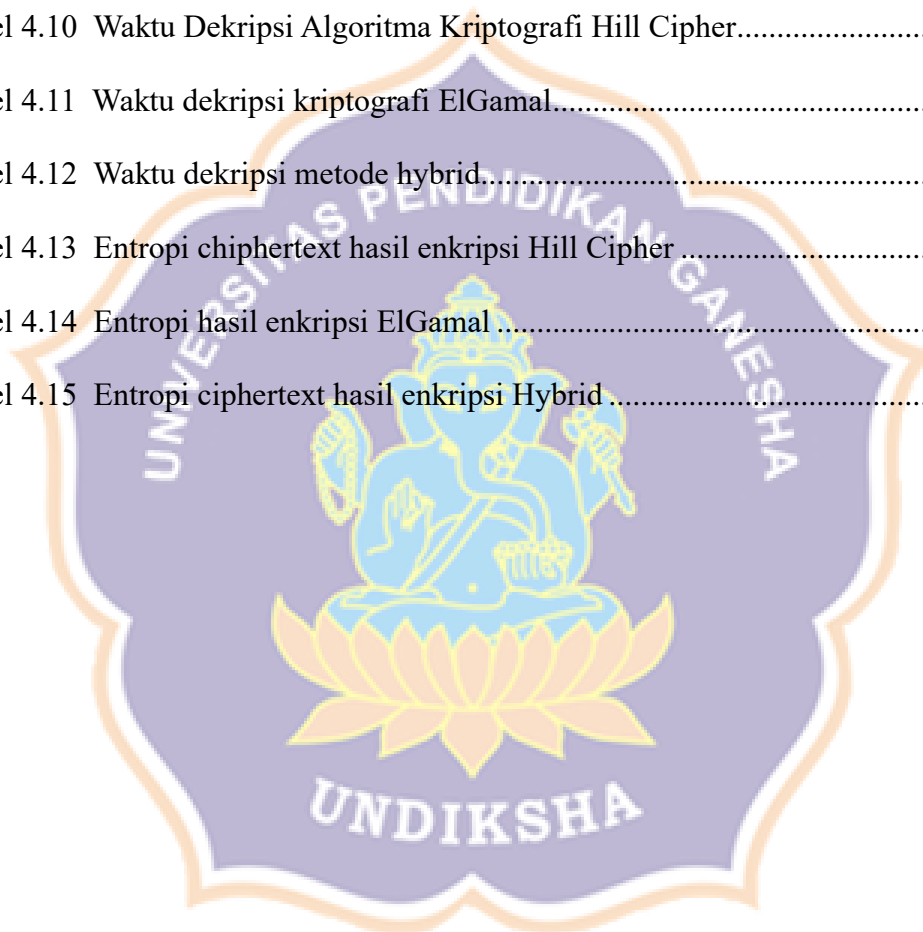 el 4.10 Waktu Dekripsi Algoritma Kriptografi Hill Cipher......................
el 4.11 Waktu dekripsi kriptografi ElGamal............................................
el 4.12 Waktu dekripsi metode hybrid....................................................
el 4.13 Entropi chiphertext hasil enkripsi Hill Cipher ............................
el 4.14 Entropi hasil enkripsi ElGamal ..................................................
el 4.15 Entropi ciphertext hasil enkripsi Hybrid .....................................
UNIVERSITAS PENDIDIKAN GANESHA
UNDIKSHA